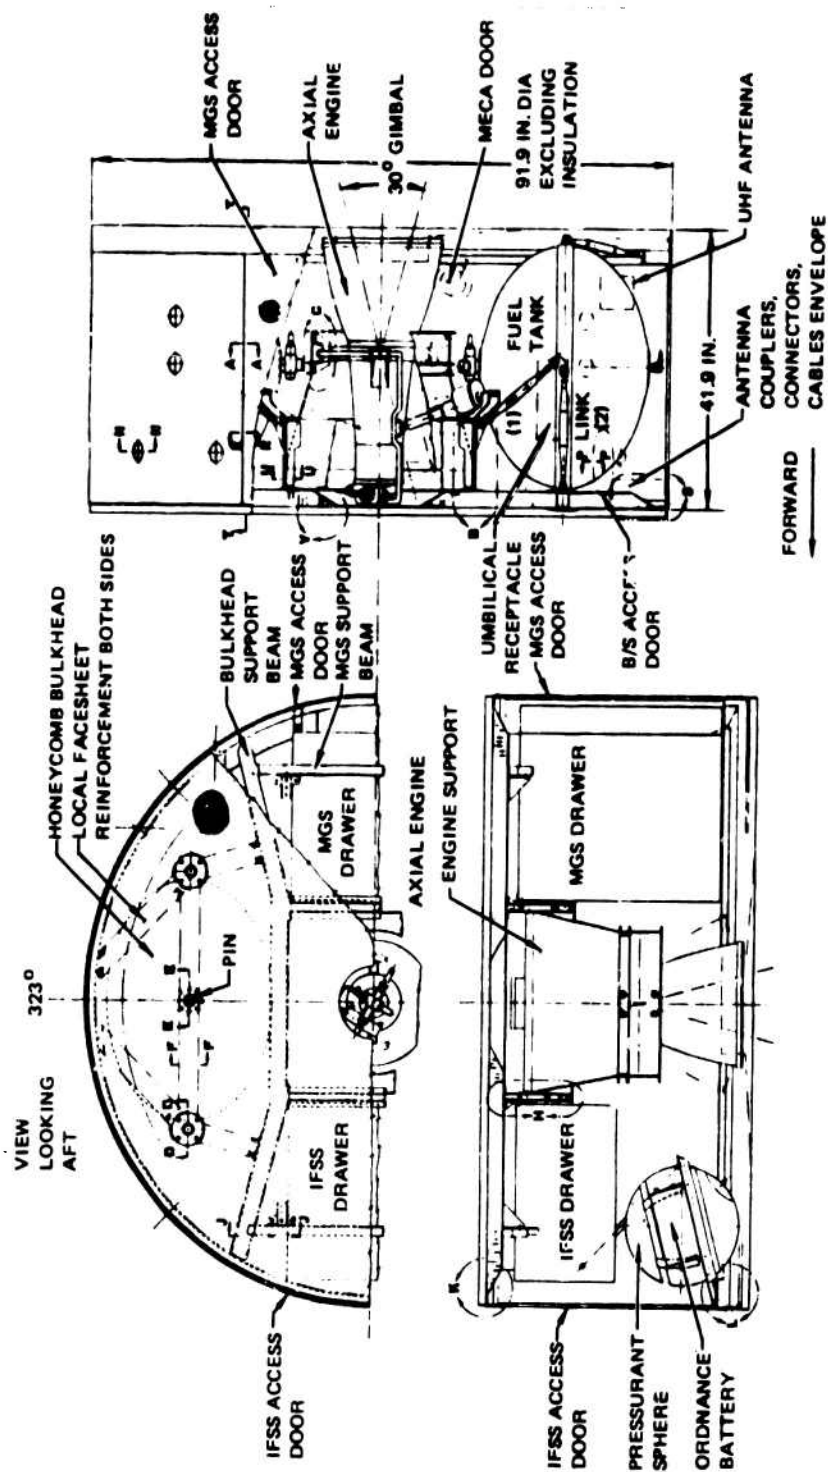 VIEW
LOOKING
AFT
323°
HONEYCOMB BULKHEAD
LOCAL FACESHEET
REINFORCEMENT BOTH SIDES
BULKHEAD
SUPPORT
BEAM
MGS ACCESS
DOOR
MGS SUPPORT
BEAM
PIN
IFSS
DRAWER
MGS
DRAWER
IFSS ACCESS
DOOR
AXIAL ENGINE
MGS ACCESS
DOOR
AXIAL
ENGINE
30° GIMBAL
MECA DOOR
91.9 IN. DIA
EXCLUDING
INSULATION
FUEL
TANK
(1)
LINK
(2)
A
A
C
H
H
B
UHF ANTENNA
41.9 IN.
ANTENNA
COUPLERS,
CONNECTORS,
CABLES ENVELOPE
FORWARD
UMBILICAL
RECEPTACLE
B/S ACCESS
DOOR
ENGINE SUPPORT
MGS ACCESS
DOOR
MGS DRAWER
IFSS DRAWER
K
H
L
IFSS ACCESS
DOOR
PRESSURANT
SPHERE
ORDNANCE
BATTERY